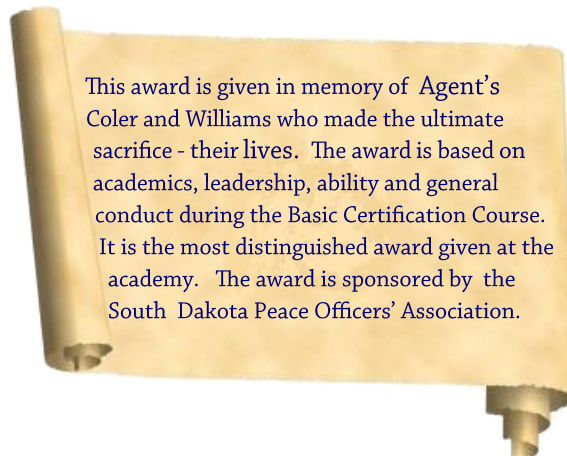 This award is given in memory of Agent's
Coler and Williams who made the ultimate
sacrifice - their lives. The award is based on
academics, leadership, ability and general
conduct during the Basic Certification Course.
It is the most distinguished award given at the
academy. The award is sponsored by the
South Dakota Peace Officers' Association.